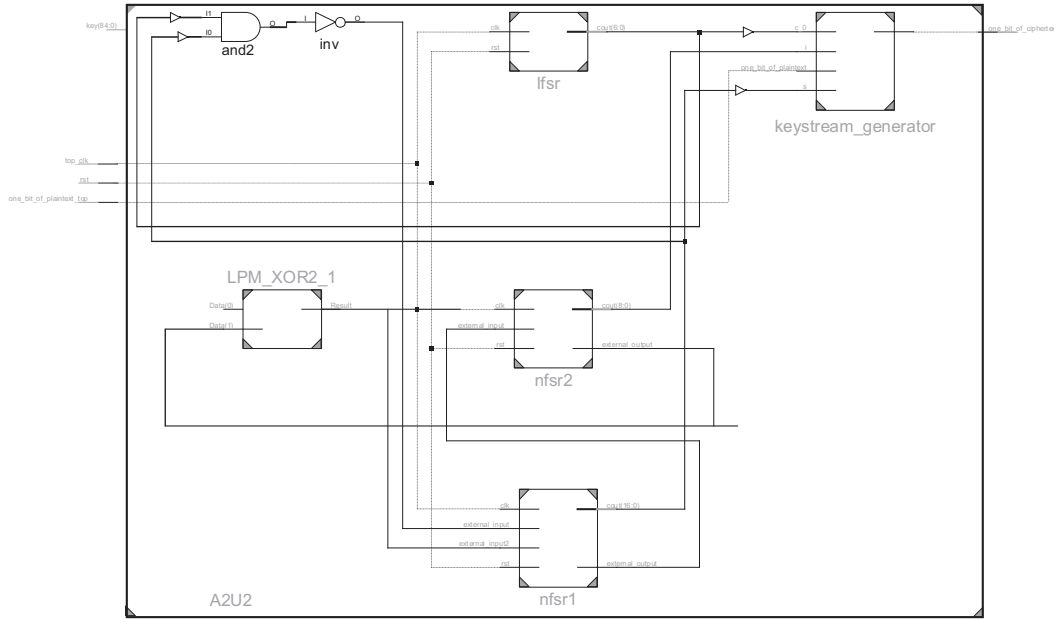 key(84:0)
I1
I0
O
and2
I
O
inv
clk
rst
cout(6:0)
lfsr
c_0
i
one_bit_of_plaintext
s
keystream_generator
one_bit_of_ciphertex
top_clk
rst
one_bit_of_plaintext_top
LPM_XOR2_1
Data(0)
Data(1)
Result
clk
external_input
rst
cout(8:0)
external_output
nfsr2
clk
external_input
external_input2
rst
cout(16:0)
external_output
nfsr1
A2U2